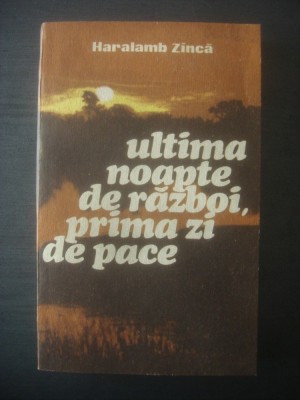 Haralamb Zincă
ultima
noapte
de război,
prima zi
de pace